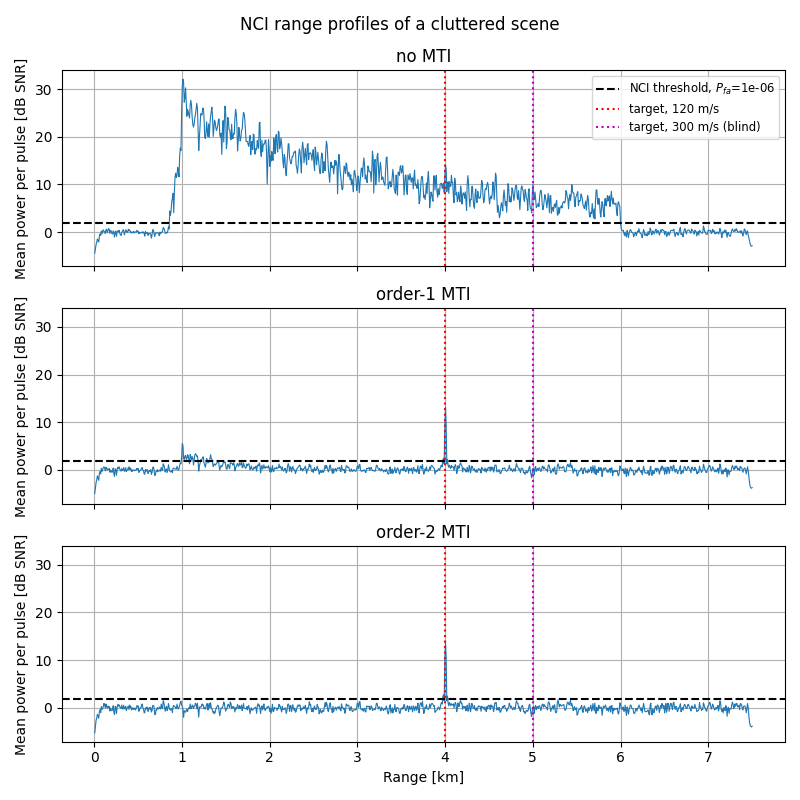 NCI range profiles of a cluttered scene
no MTI
Mean power per pulse [dB SNR]
30
20
10
0
NCI threshold, P_fa=1e-06
target, 120 m/s
target, 300 m/s (blind)
order-1 MTI
Mean power per pulse [dB SNR]
30
20
10
0
order-2 MTI
Mean power per pulse [dB SNR]
30
20
10
0
0 1 2 3 4 5 6 7
Range [km]